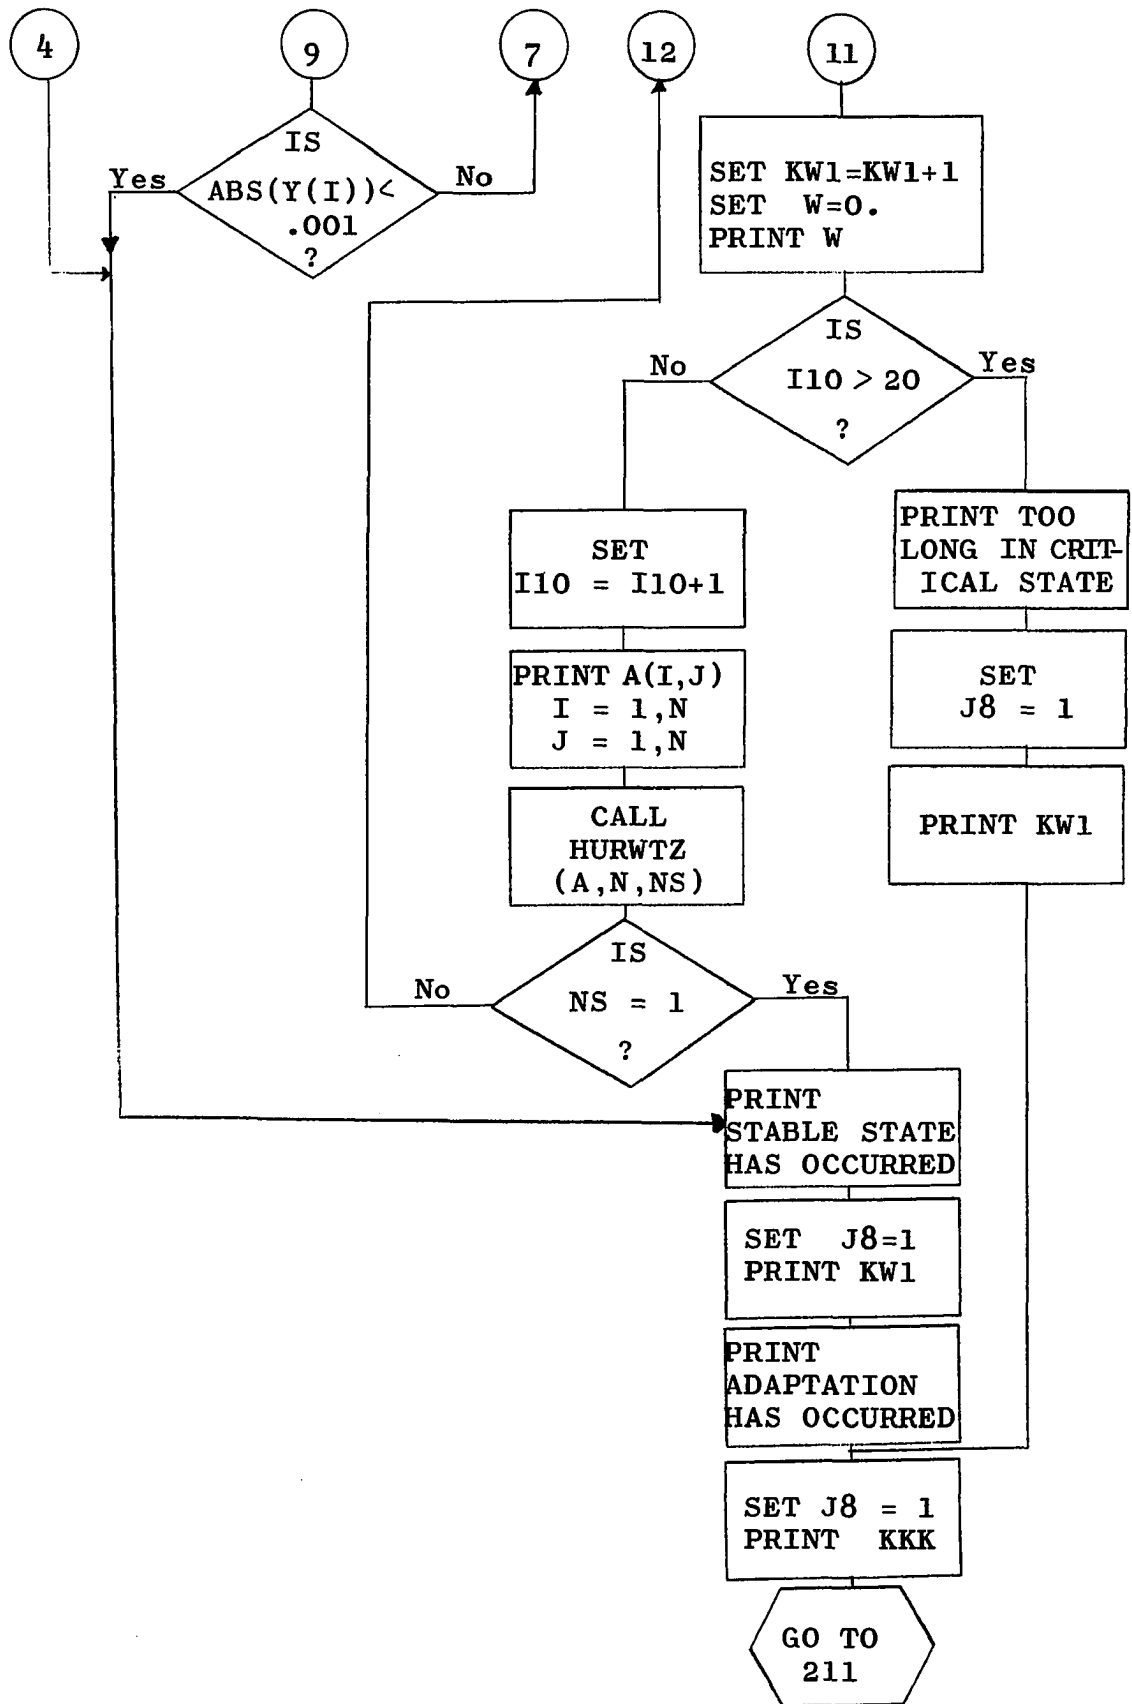 4
9
7
12
11
IS
ABS(Y(I))<
.001
?
Yes
No
SET KW1=KW1+1
SET W=0.
PRINT W
IS
I10 > 20
?
No
Yes
SET
I10 = I10+1
PRINT A(I,J)
I = 1,N
J = 1,N
CALL
HURWTZ
(A,N,NS)
PRINT TOO
LONG IN CRIT-
ICAL STATE
SET
J8 = 1
PRINT KW1
IS
NS = 1
?
No
Yes
PRINT
STABLE STATE
HAS OCCURRED
SET J8=1
PRINT KW1
PRINT
ADAPTATION
HAS OCCURRED
SET J8 = 1
PRINT KKK
GO TO
211